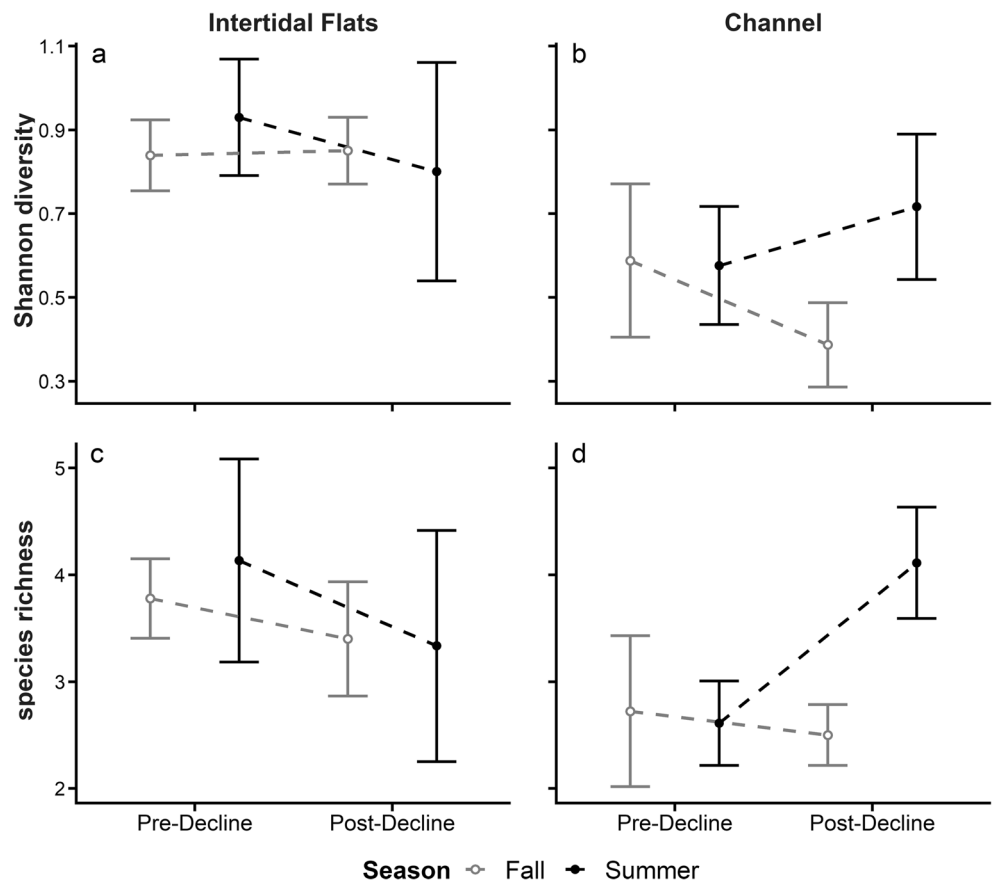 Intertidal Flats Channel
a b
1.1
0.9
0.7
0.5
0.3
Shannon diversity
c d
5
4
3
2
species richness
Pre-Decline Post-Decline Pre-Decline Post-Decline
Season Fall Summer